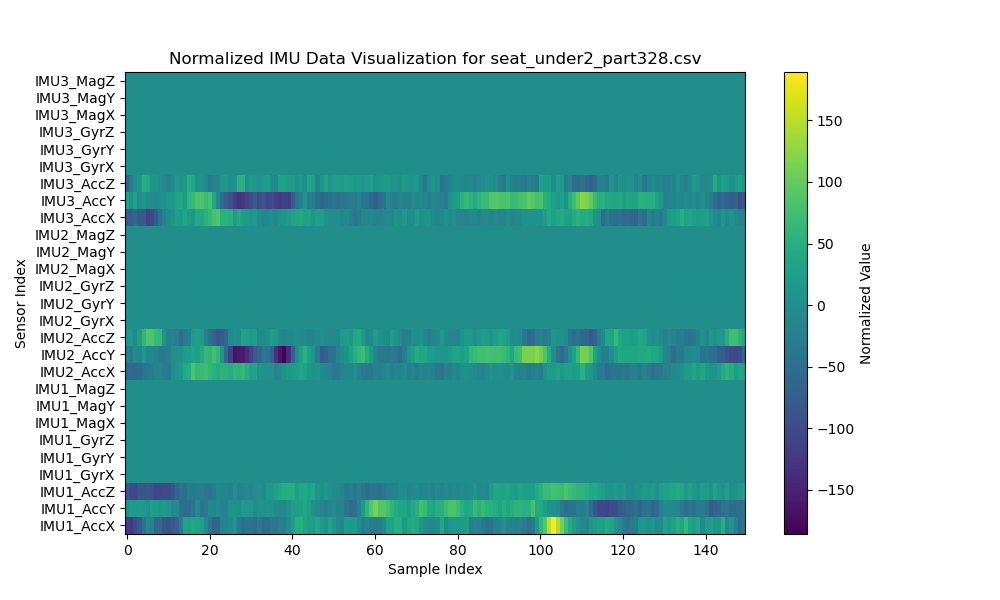 Normalized IMU Data Visualization for seat_under2_part328.csv
IMU3_MagZ
IMU3_MagY
IMU3_MagX
IMU3_GyrZ
IMU3_GyrY
IMU3_GyrX
IMU3_AccZ
IMU3_AccY
IMU3_AccX
IMU2_MagZ
IMU2_MagY
IMU2_MagX
IMU2_GyrZ
IMU2_GyrY
IMU2_GyrX
IMU2_AccZ
IMU2_AccY
IMU2_AccX
IMU1_MagZ
IMU1_MagY
IMU1_MagX
IMU1_GyrZ
IMU1_GyrY
IMU1_GyrX
IMU1_AccZ
IMU1_AccY
IMU1_AccX
Sensor Index
0 20 40 60 80 100 120 140
Sample Index
150
100
50
0
−50
−100
−150
Normalized Value